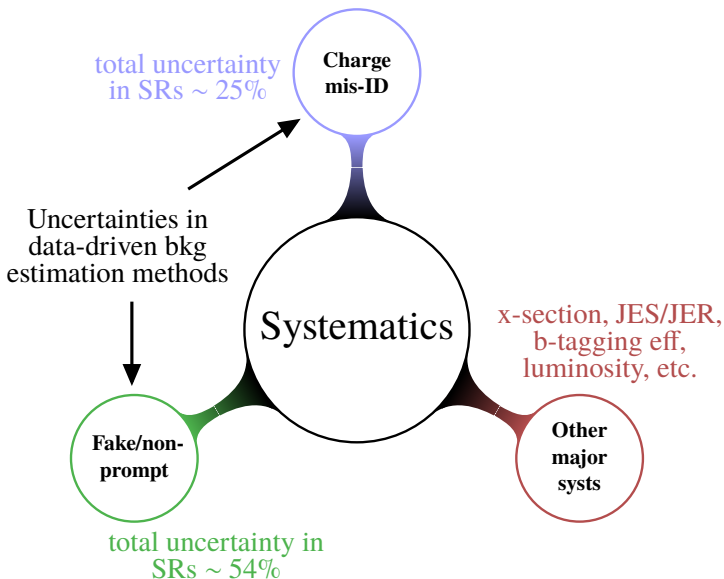 total uncertainty
in SRs ~ 25%
Charge
mis-ID
Uncertainties in
data-driven bkg
estimation methods
Systematics
x-section, JES/JER,
b-tagging eff,
luminosity, etc.
Fake/non-
prompt
Other
major
systs
total uncertainty in
SRs ~ 54%